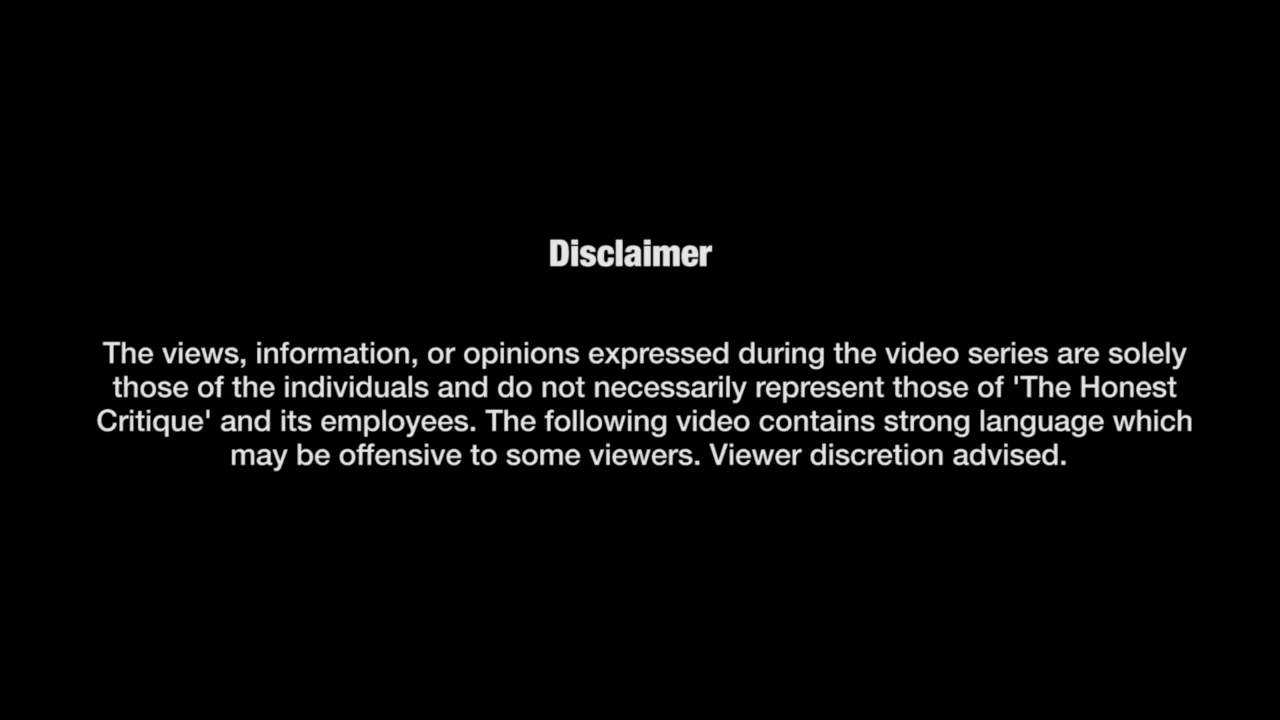 Disclaimer
The views, information, or opinions expressed during the video series are solely
those of the individuals and do not necessarily represent those of 'The Honest
Critique' and its employees. The following video contains strong language which
may be offensive to some viewers. Viewer discretion advised.